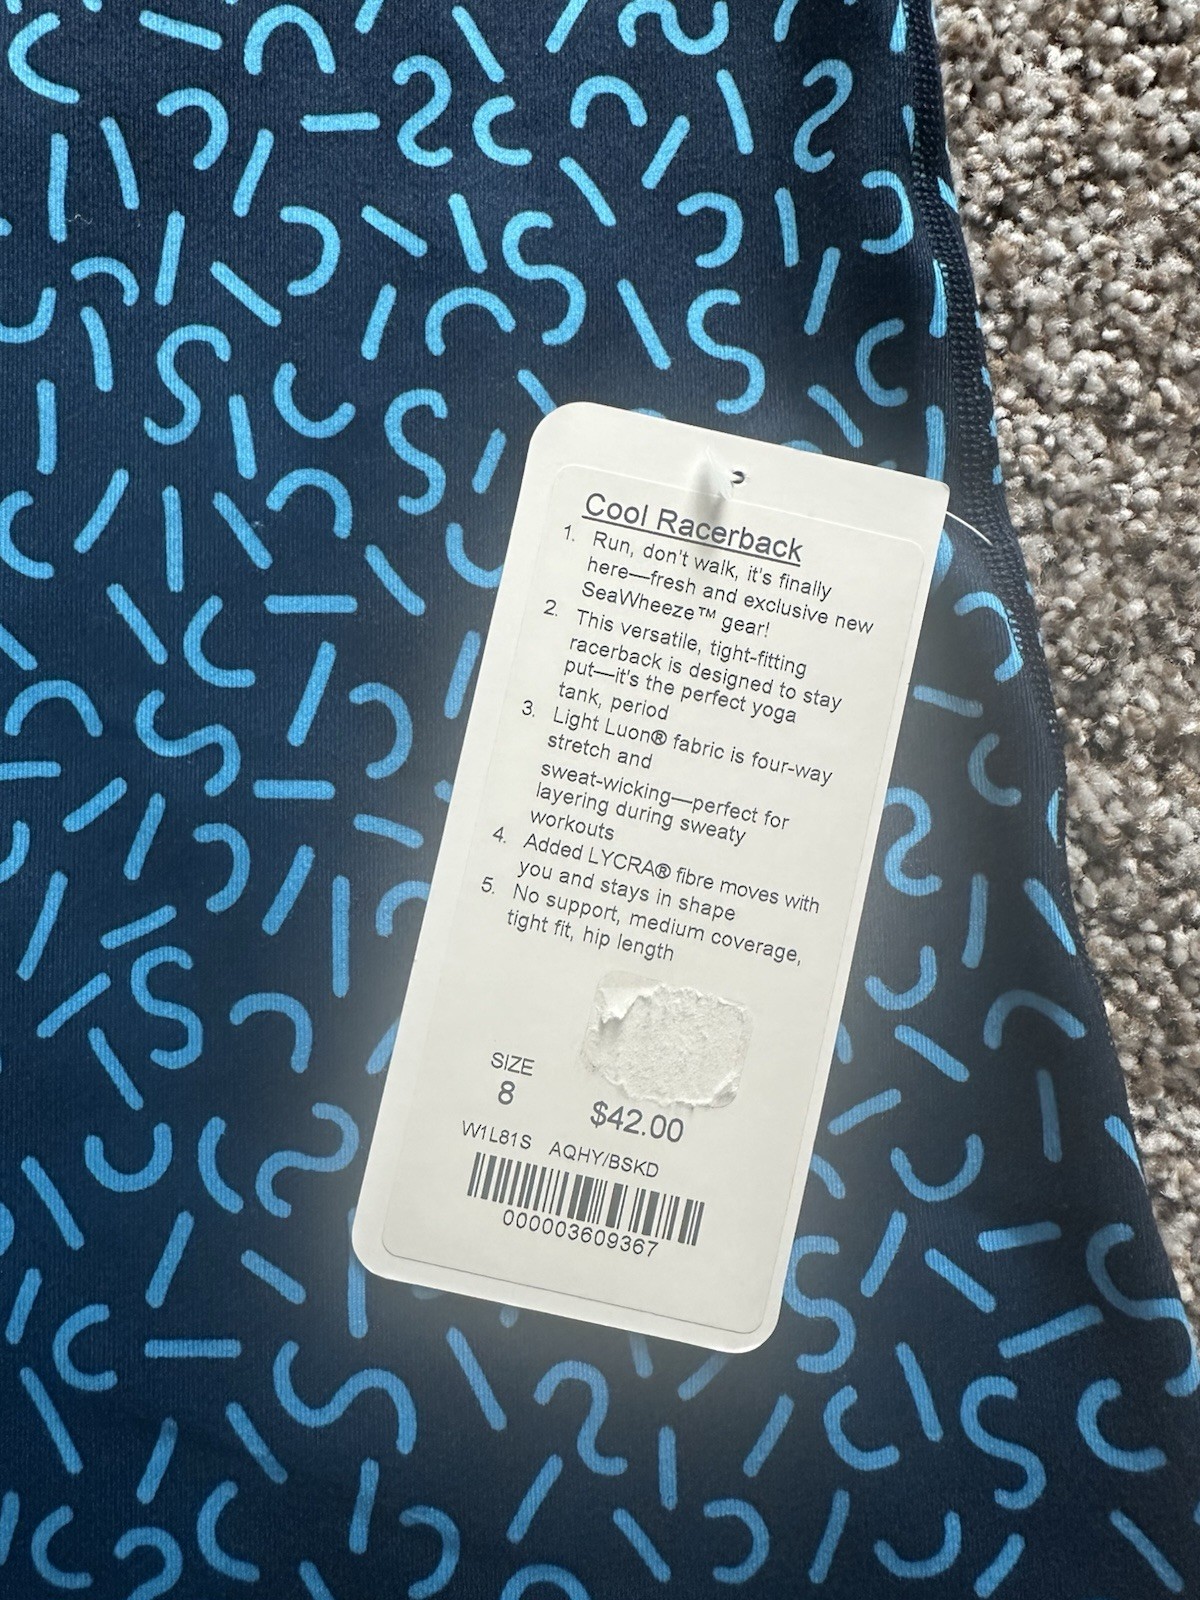 Cool Racerback
1. Run, don't walk, it's finally
here—fresh and exclusive new
SeaWheeze™ gear!
2. This versatile, tight-fitting
racerback is designed to stay
put—it's the perfect yoga
tank, period
3. Light Luon® fabric is four-way
stretch and
sweat-wicking—perfect for
layering during sweaty
workouts
4. Added LYCRA® fibre moves with
you and stays in shape
5. No support, medium coverage,
tight fit, hip length
SIZE
8
$42.00
W1L81S AQHY/BSKD
000003609367